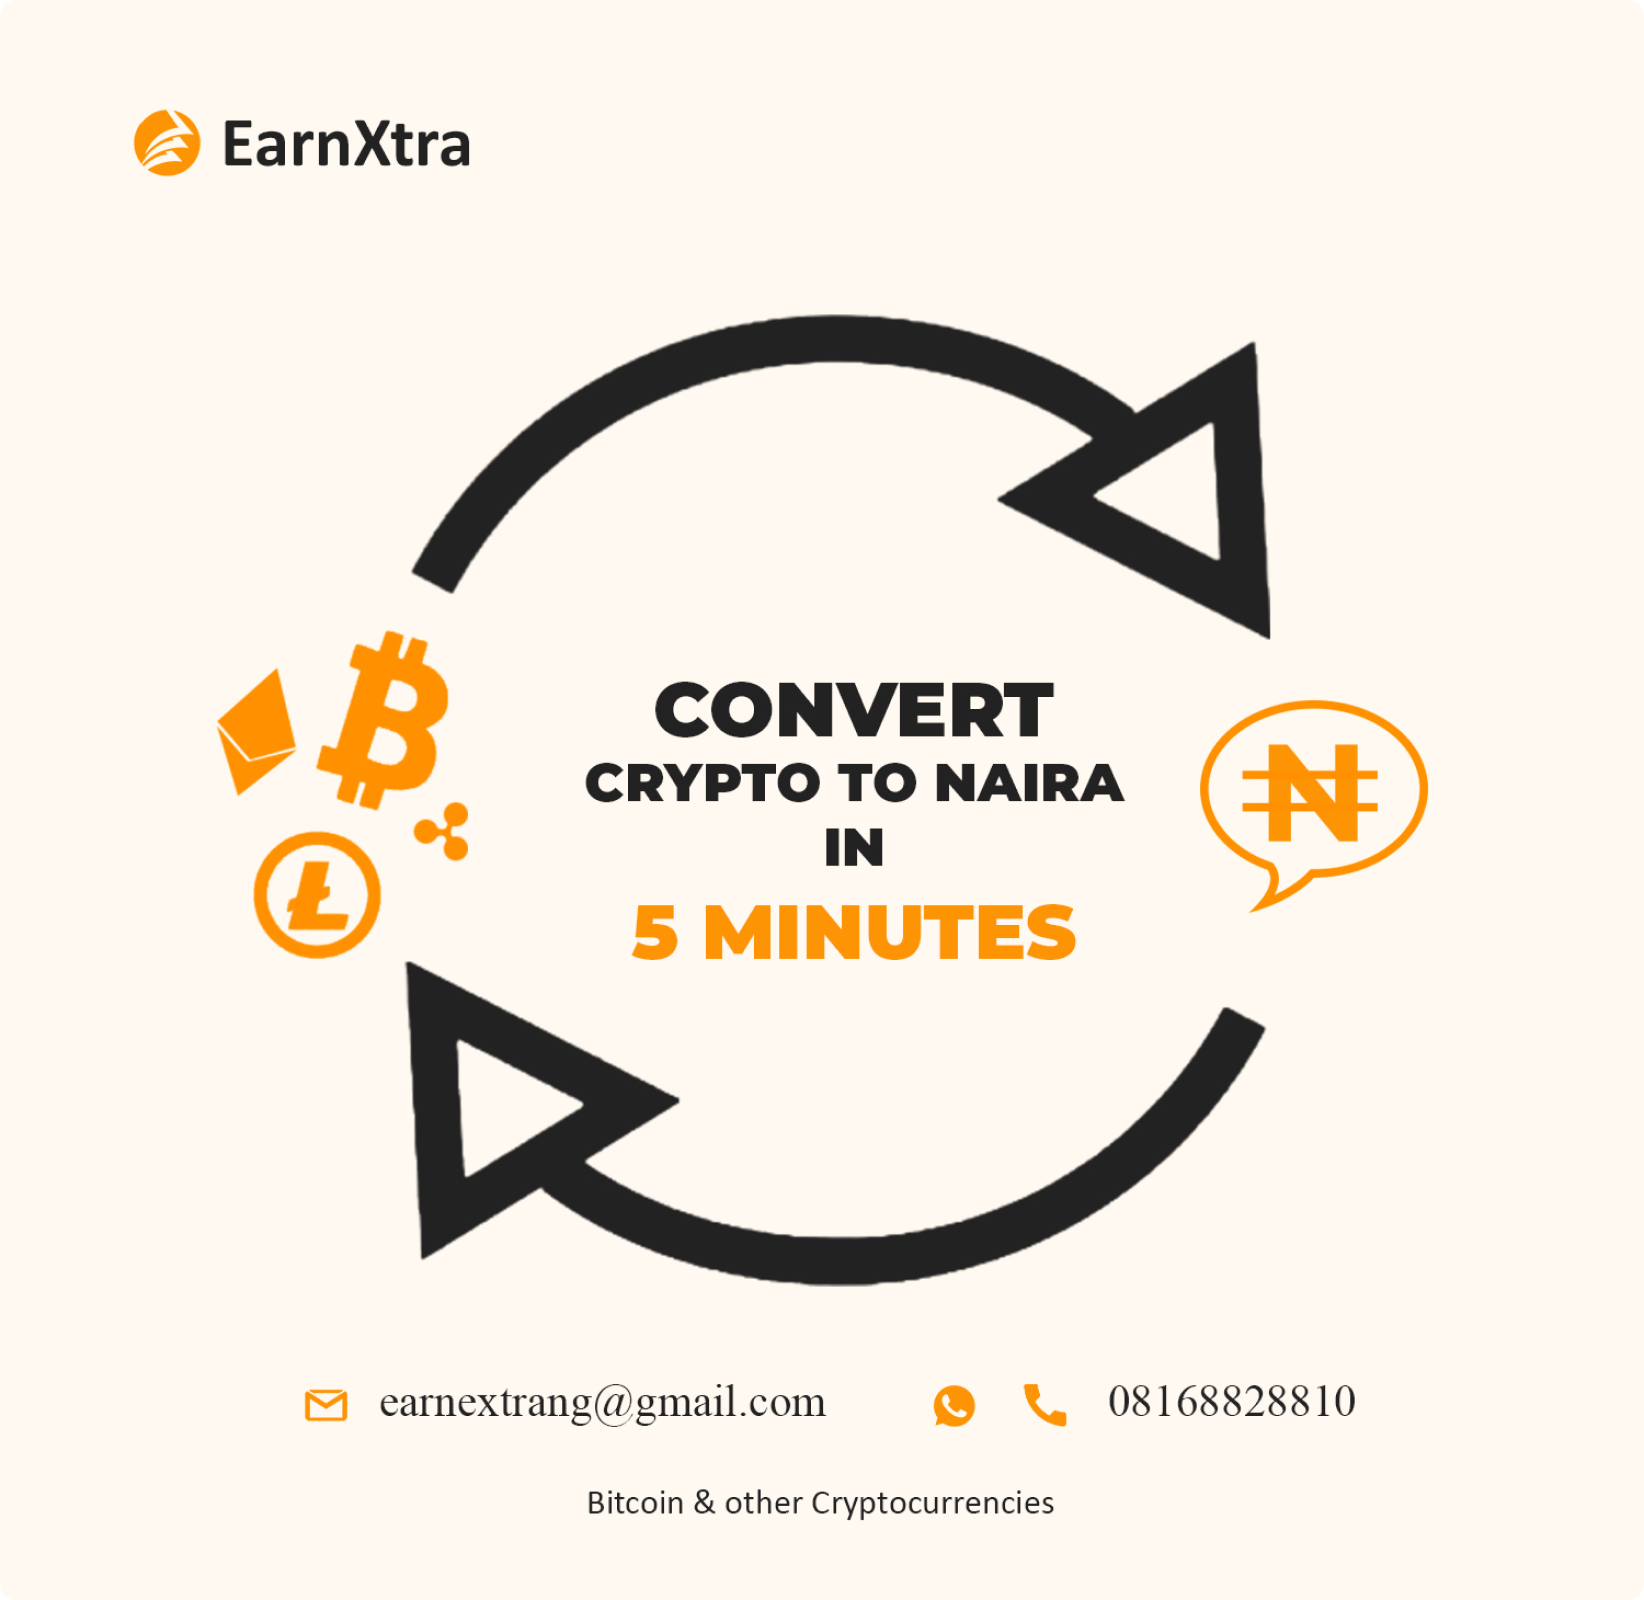 EarnXtra
CONVERT
CRYPTO TO NAIRA
IN
5 MINUTES
earnextrang@gmail.com
08168828810
Bitcoin & other Cryptocurrencies